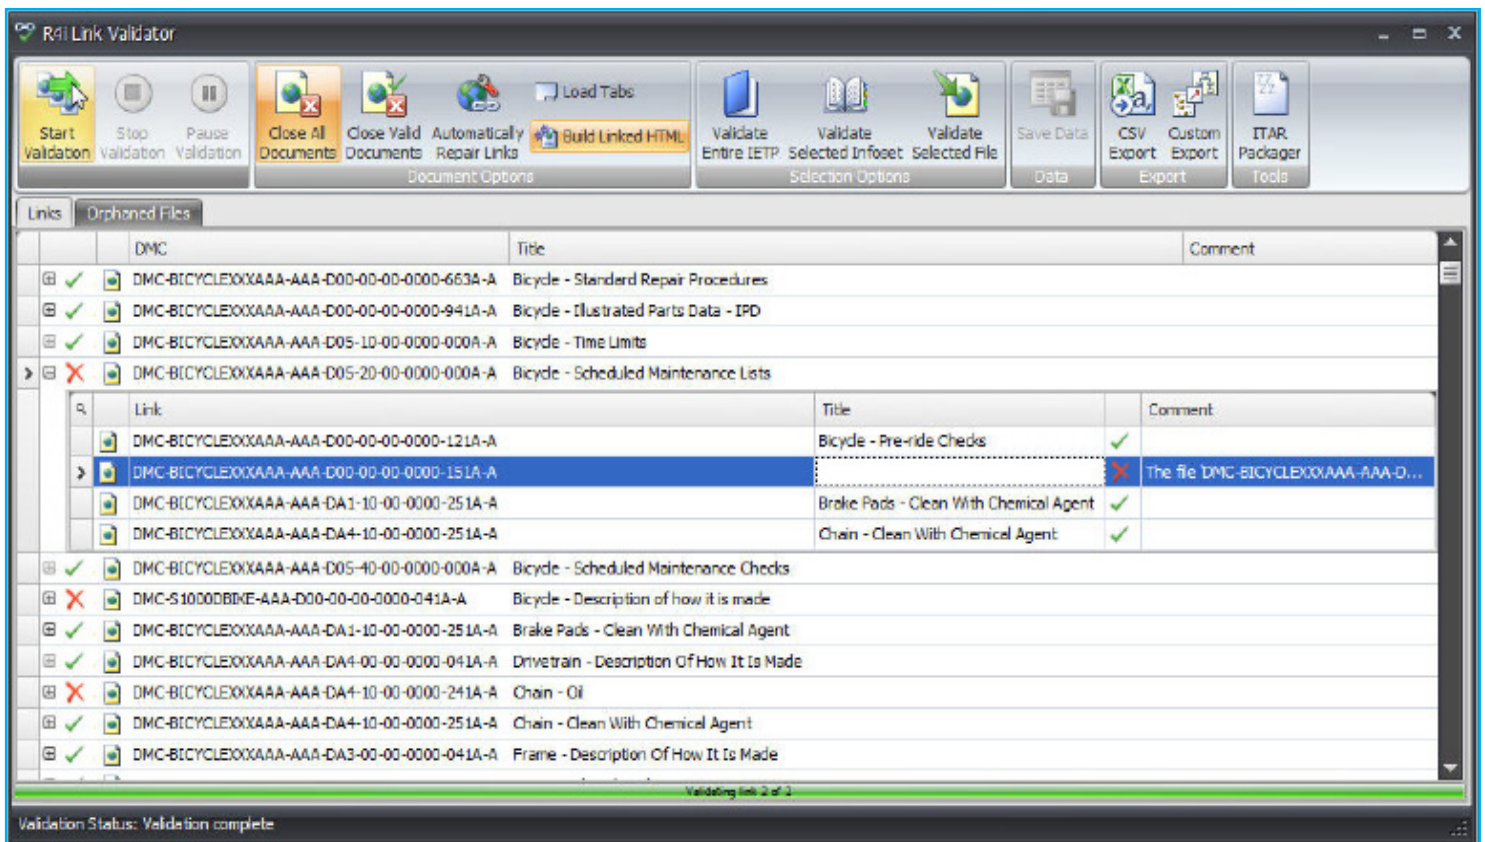 R4i Link Validator
Start Validation
Stop Validation
Pause Validation
Close All Documents
Close Valid Documents
Automatically Repair Links
Load Tabs
Build Linked HTML
Document Options
Validate Entire IETP
Validate Selected Infoset
Validate Selected File
Selection Options
Save Data
Data
CSV Export
Custom Export
Export
ITAR Packager
Tools
Links Orphaned Files
DMC Title Comment
DMC-BICYCLEXXXAAA-AAA-D00-00-00-0000-663A-A Bicycle - Standard Repair Procedures
DMC-BICYCLEXXXAAA-AAA-D00-00-00-0000-941A-A Bicycle - Illustrated Parts Data - IPD
DMC-BICYCLEXXXAAA-AAA-D05-10-00-0000-000A-A Bicycle - Time Limits
DMC-BICYCLEXXXAAA-AAA-D05-20-00-0000-000A-A Bicycle - Scheduled Maintenance Lists
Link Title Comment
DMC-BICYCLEXXXAAA-AAA-D00-00-00-0000-121A-A Bicycle - Pre-ride Checks
DMC-BICYCLEXXXAAA-AAA-D00-00-00-0000-151A-A The file 'DMC-BICYCLEXXXAAA-AAA-D...
DMC-BICYCLEXXXAAA-AAA-DA1-10-00-0000-251A-A Brake Pads - Clean With Chemical Agent
DMC-BICYCLEXXXAAA-AAA-DA4-10-00-0000-251A-A Chain - Clean With Chemical Agent
DMC-BICYCLEXXXAAA-AAA-D05-40-00-0000-000A-A Bicycle - Scheduled Maintenance Checks
DMC-S1000DBIKE-AAA-D00-00-00-0000-041A-A Bicycle - Description of how it is made
DMC-BICYCLEXXXAAA-AAA-DA1-10-00-0000-251A-A Brake Pads - Clean With Chemical Agent
DMC-BICYCLEXXXAAA-AAA-DA4-00-00-0000-041A-A Drivetrain - Description Of How It Is Made
DMC-BICYCLEXXXAAA-AAA-DA4-10-00-0000-241A-A Chain - Oil
DMC-BICYCLEXXXAAA-AAA-DA4-10-00-0000-251A-A Chain - Clean With Chemical Agent
DMC-BICYCLEXXXAAA-AAA-DA3-00-00-0000-041A-A Frame - Description Of How It Is Made
Validating link 2 of 2
Validation Status: Validation complete